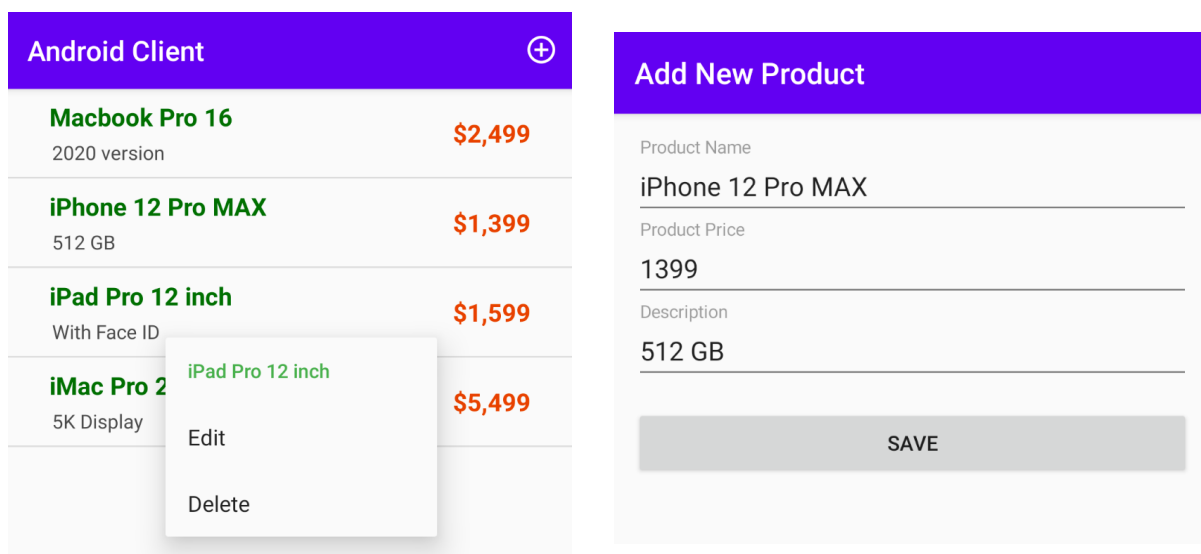 Android Client
Macbook Pro 16
2020 version
$2,499
iPhone 12 Pro MAX
512 GB
$1,399
iPad Pro 12 inch
With Face ID
$1,599
iMac Pro 2
5K Display
$5,499
iPad Pro 12 inch
Edit
Delete
Add New Product
Product Name
iPhone 12 Pro MAX
Product Price
1399
Description
512 GB
SAVE